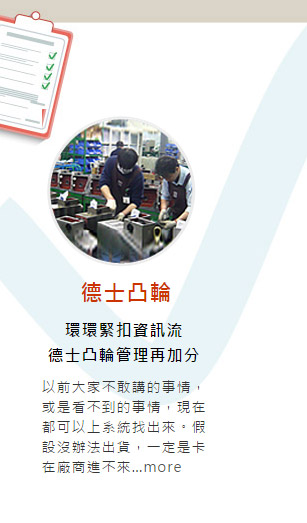 德士凸輪
環環緊扣資訊流
德士凸輪管理再加分
以前大家不敢講的事情，
或是看不到的事情，現在
都可以上系統找出來。假
設沒辦法出貨，一定是卡
在廠商進不來...more